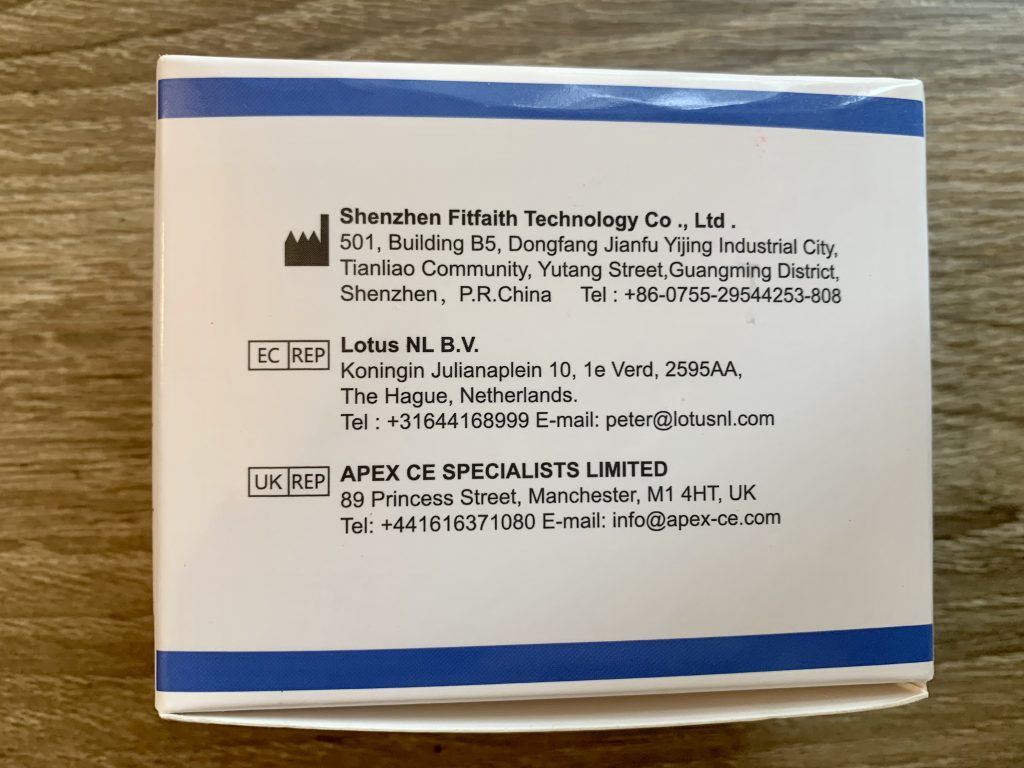 Shenzhen Fitfaith Technology Co ., Ltd .
501, Building B5, Dongfang Jianfu Yijing Industrial City,
Tianliao Community, Yutang Street,Guangming District,
Shenzhen, P.R.China Tel : +86-0755-29544253-808
EC REP Lotus NL B.V.
Koningin Julianaplein 10, 1e Verd, 2595AA,
The Hague, Netherlands.
Tel : +31644168999 E-mail: peter@lotusnl.com
UK REP APEX CE SPECIALISTS LIMITED
89 Princess Street, Manchester, M1 4HT, UK
Tel: +441616371080 E-mail: info@apex-ce.com